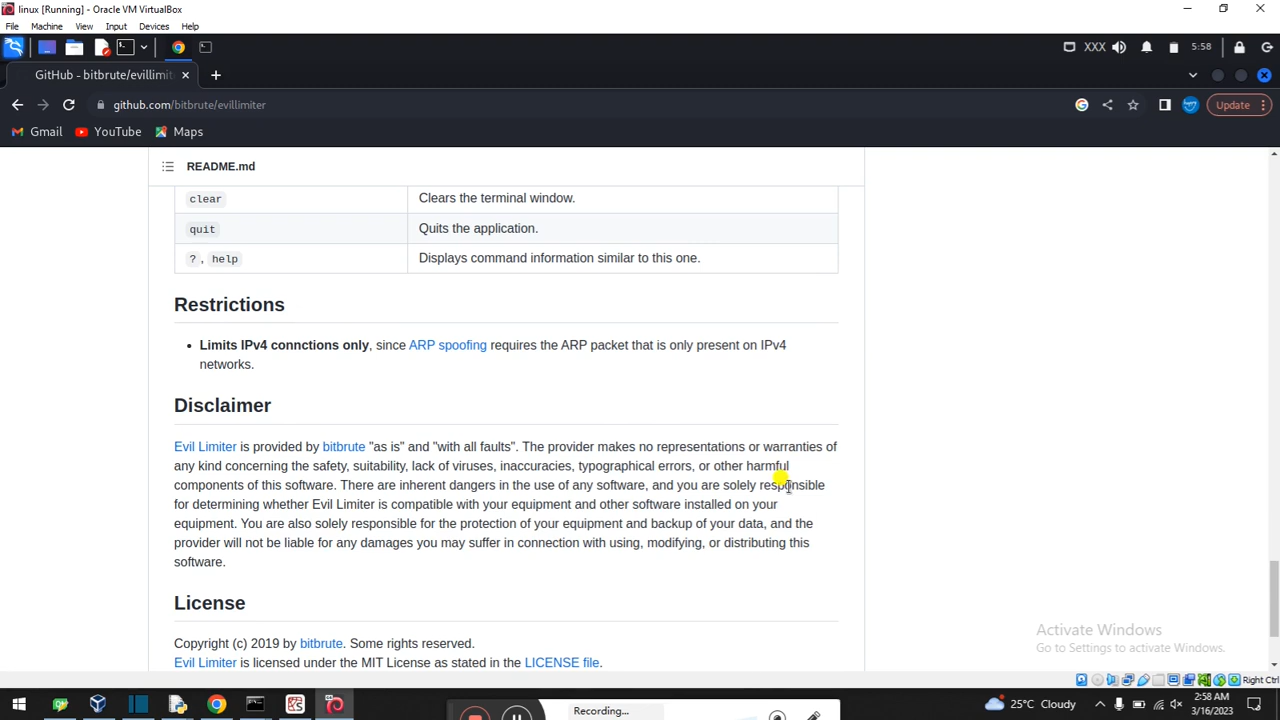 linux [Running] - Oracle VM VirtualBox
File Machine View Input Devices Help
XXX 5:58
GitHub - bitbrute/evillimit
github.com/bitbrute/evillimiter
Update
Gmail YouTube Maps
README.md
clear Clears the terminal window.
quit Quits the application.
?, help Displays command information similar to this one.
Restrictions
• Limits IPv4 connctions only, since ARP spoofing requires the ARP packet that is only present on IPv4
networks.
Disclaimer
Evil Limiter is provided by bitbrute "as is" and "with all faults". The provider makes no representations or warranties of
any kind concerning the safety, suitability, lack of viruses, inaccuracies, typographical errors, or other harmful
components of this software. There are inherent dangers in the use of any software, and you are solely responsible
for determining whether Evil Limiter is compatible with your equipment and other software installed on your
equipment. You are also solely responsible for the protection of your equipment and backup of your data, and the
provider will not be liable for any damages you may suffer in connection with using, modifying, or distributing this
software.
License
Copyright (c) 2019 by bitbrute. Some rights reserved.
Evil Limiter is licensed under the MIT License as stated in the LICENSE file.
Activate Windows
Go to Settings to activate Windows.
Right Ctrl
Recording...
25°C Cloudy
2:58 AM
3/16/2023